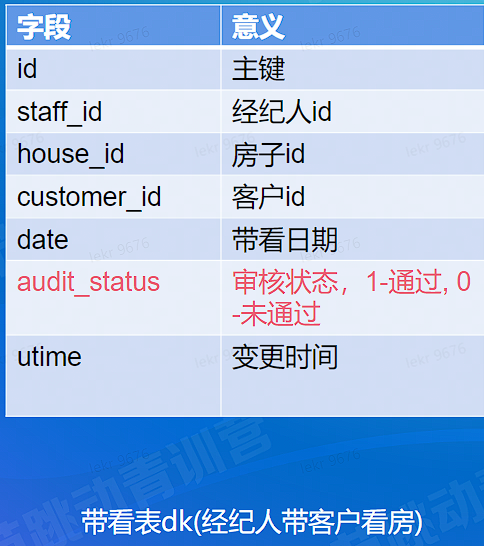 字段 意义
id 主键
staff_id 经纪人id
house_id 房子id
customer_id 客户id
date 带看日期
audit_status 审核状态，1-通过, 0
-未通过
utime 变更时间
带看表dk(经纪人带客户看房)